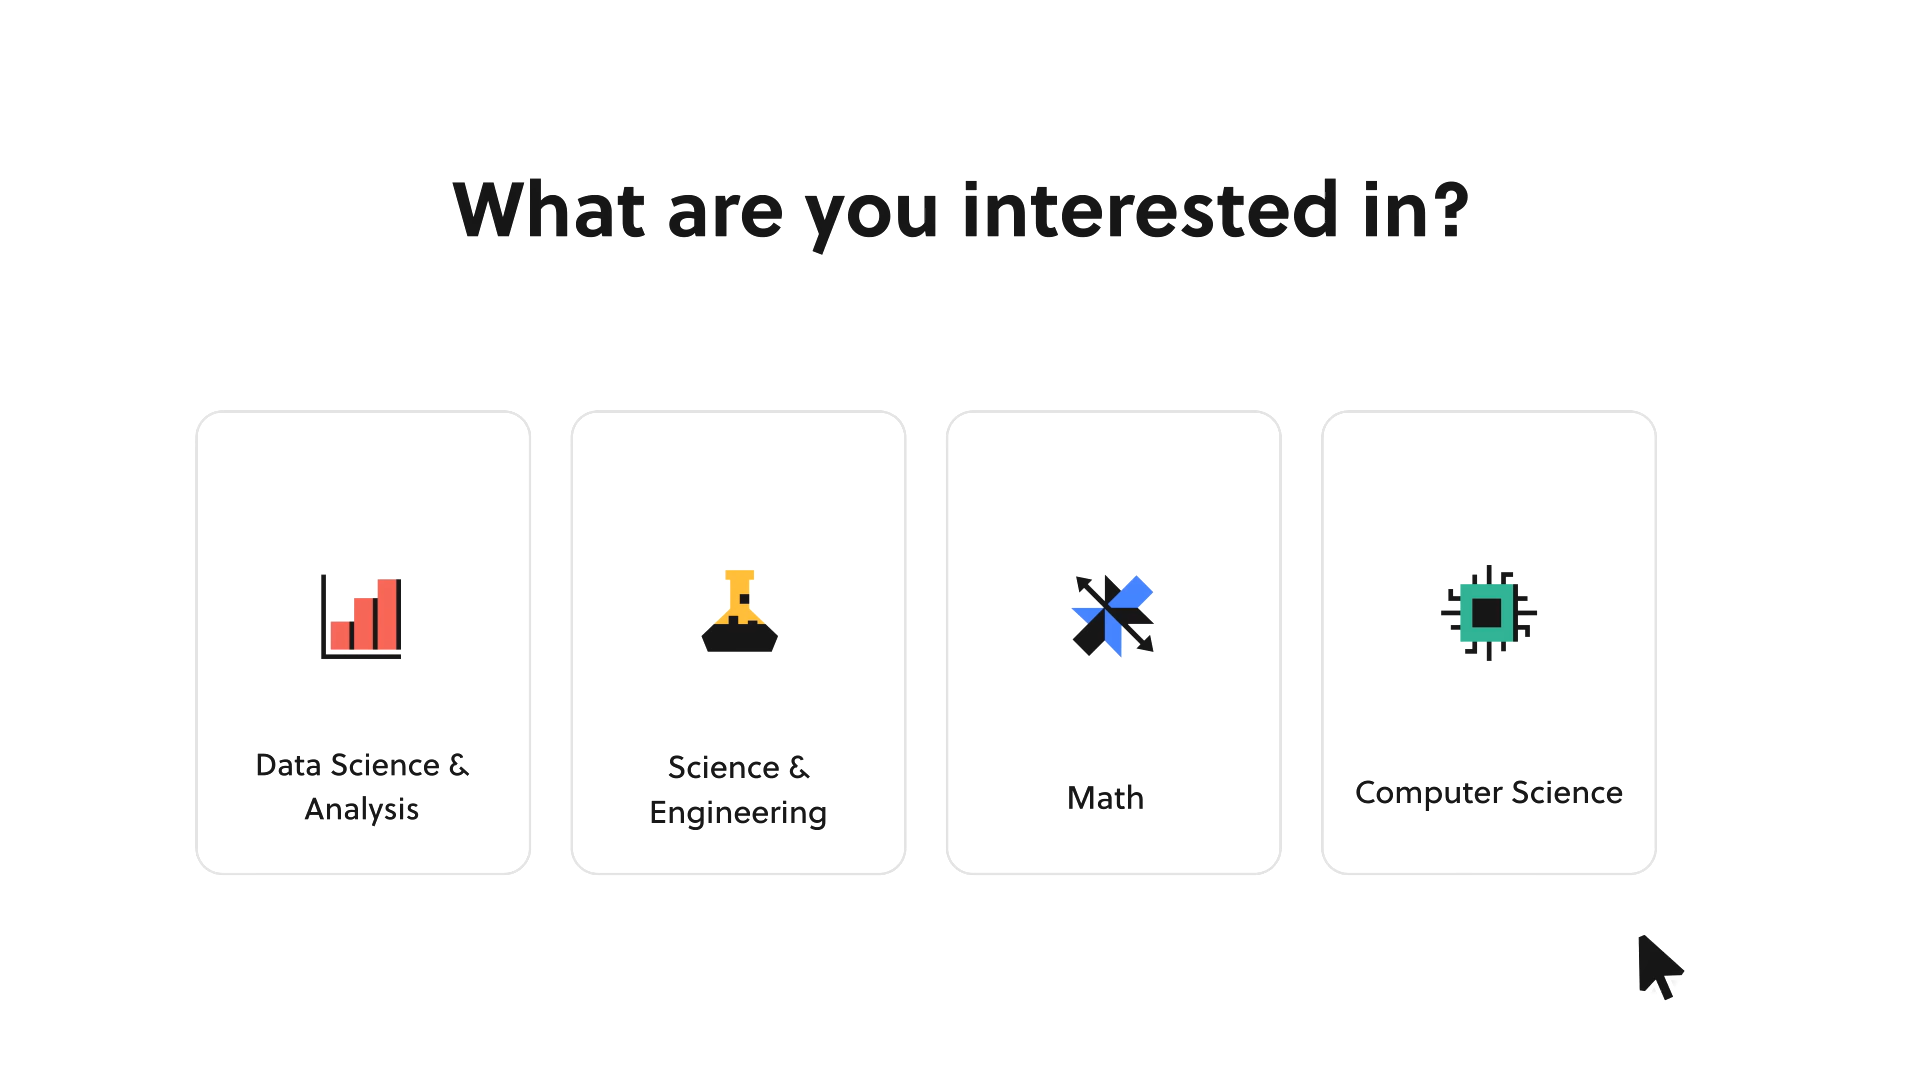 What are you interested in?
Data Science &
Analysis
Science &
Engineering
Math
Computer Science